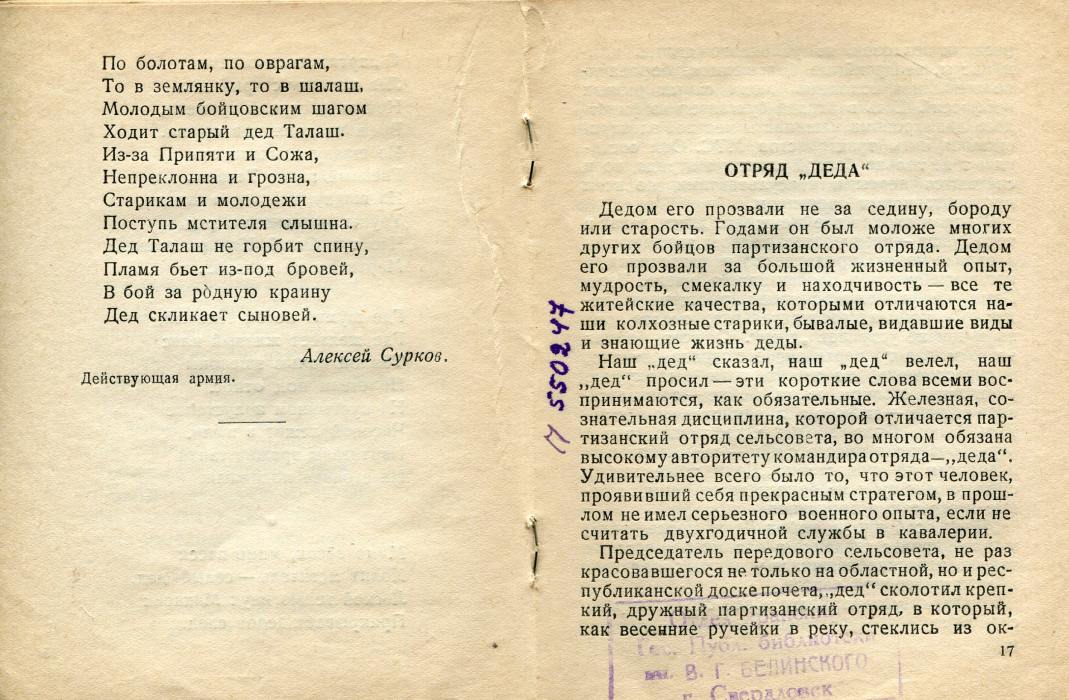 По болотам, по оврагам,
То в землянку, то в шалаш,
Молодым бойцовским шагом
Ходит старый дед Талаш.
Из-за Припяти и Сожа,
Непреклонна и грозна,
Старикам и молодежи
Поступь мстителя слышна.
Дед Талаш не горбит спину,
Пламя бьет из-под бровей,
В бой за родную краину
Дед скликает сыновей.
Алексей Сурков.
Действующая армия.
ОТРЯД „ДЕДА“
Дедом его прозвали не за седину, бороду
или старость. Годами он был моложе многих
других бойцов партизанского отряда. Дедом
его прозвали за большой жизненный опыт,
мудрость, смекалку и находчивость — все те
житейские качества, которыми отличаются на-
ши колхозные старики, бывалые, видавшие виды
и знающие жизнь деды.
Наш „дед“ сказал, наш „дед“ велел, наш
„дед“ просил — эти короткие слова всеми вос-
принимаются, как обязательные. Железная, со-
знательная дисциплина, которой отличается пар-
тизанский отряд сельсовета, во многом обязана
высокому авторитету командира отряда—„деда“.
Удивительнее всего было то, что этот человек,
проявивший себя прекрасным стратегом, в прош-
лом не имел серьезного военного опыта, если не
считать двухгодичной службы в кавалерии.
Председатель передового сельсовета, не раз
красовавшегося не только на областной, но и рес-
публиканской доске почета, „дед“ сколотил креп-
кий, дружный партизанский отряд, в который,
как весенние ручейки в реку, стеклись из ок-
17
П 550247
Гос. Публ. библиотеки
им. В. Г. БЕЛИНСКОГО
г. Свердловск